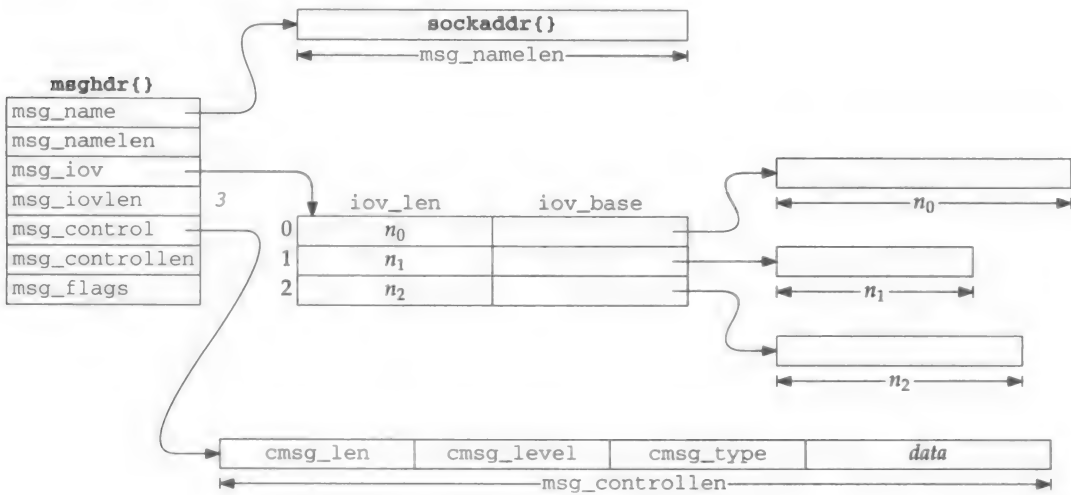 sockaddr{}
msg_namelen
msghdr{}
msg_name
msg_namelen
msg_iov
msg_iovlen 3
msg_control
msg_controllen
msg_flags
iov_len iov_base
0 n0
1 n1
2 n2
n0
n1
n2
cmsg_len cmsg_level cmsg_type data
msg_controllen